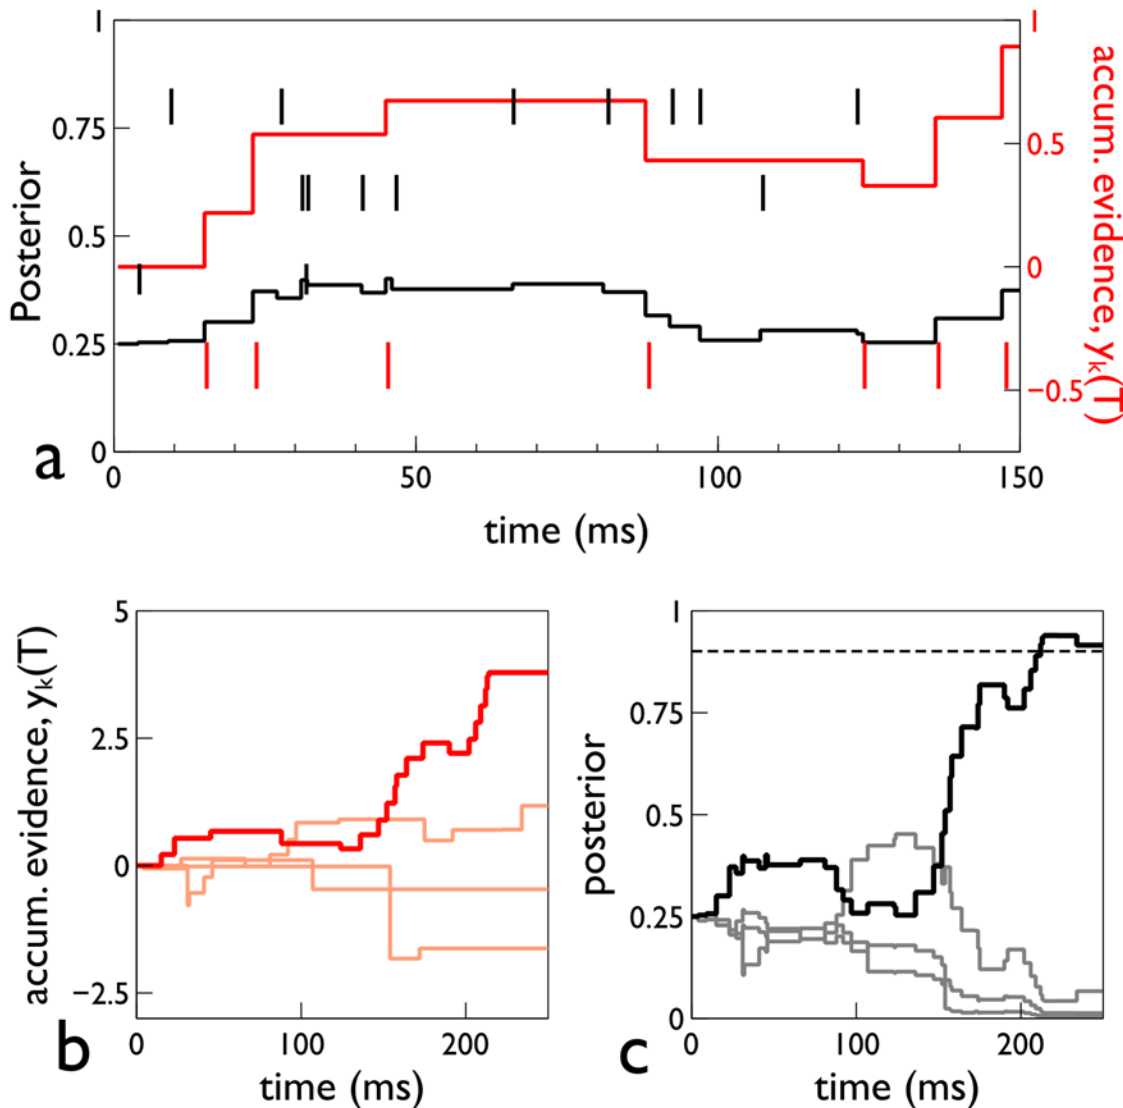 1 1
0.75
0.5
0.25
0
0.5
0
−0.5
Posterior
accum. evidence, yk(T)
a
0 50 100 150
time (ms)
5
2.5
0
−2.5
accum. evidence, yk(T)
0 100 200
time (ms)
b
1
0.75
0.5
0.25
0
posterior
0 100 200
time (ms)
c